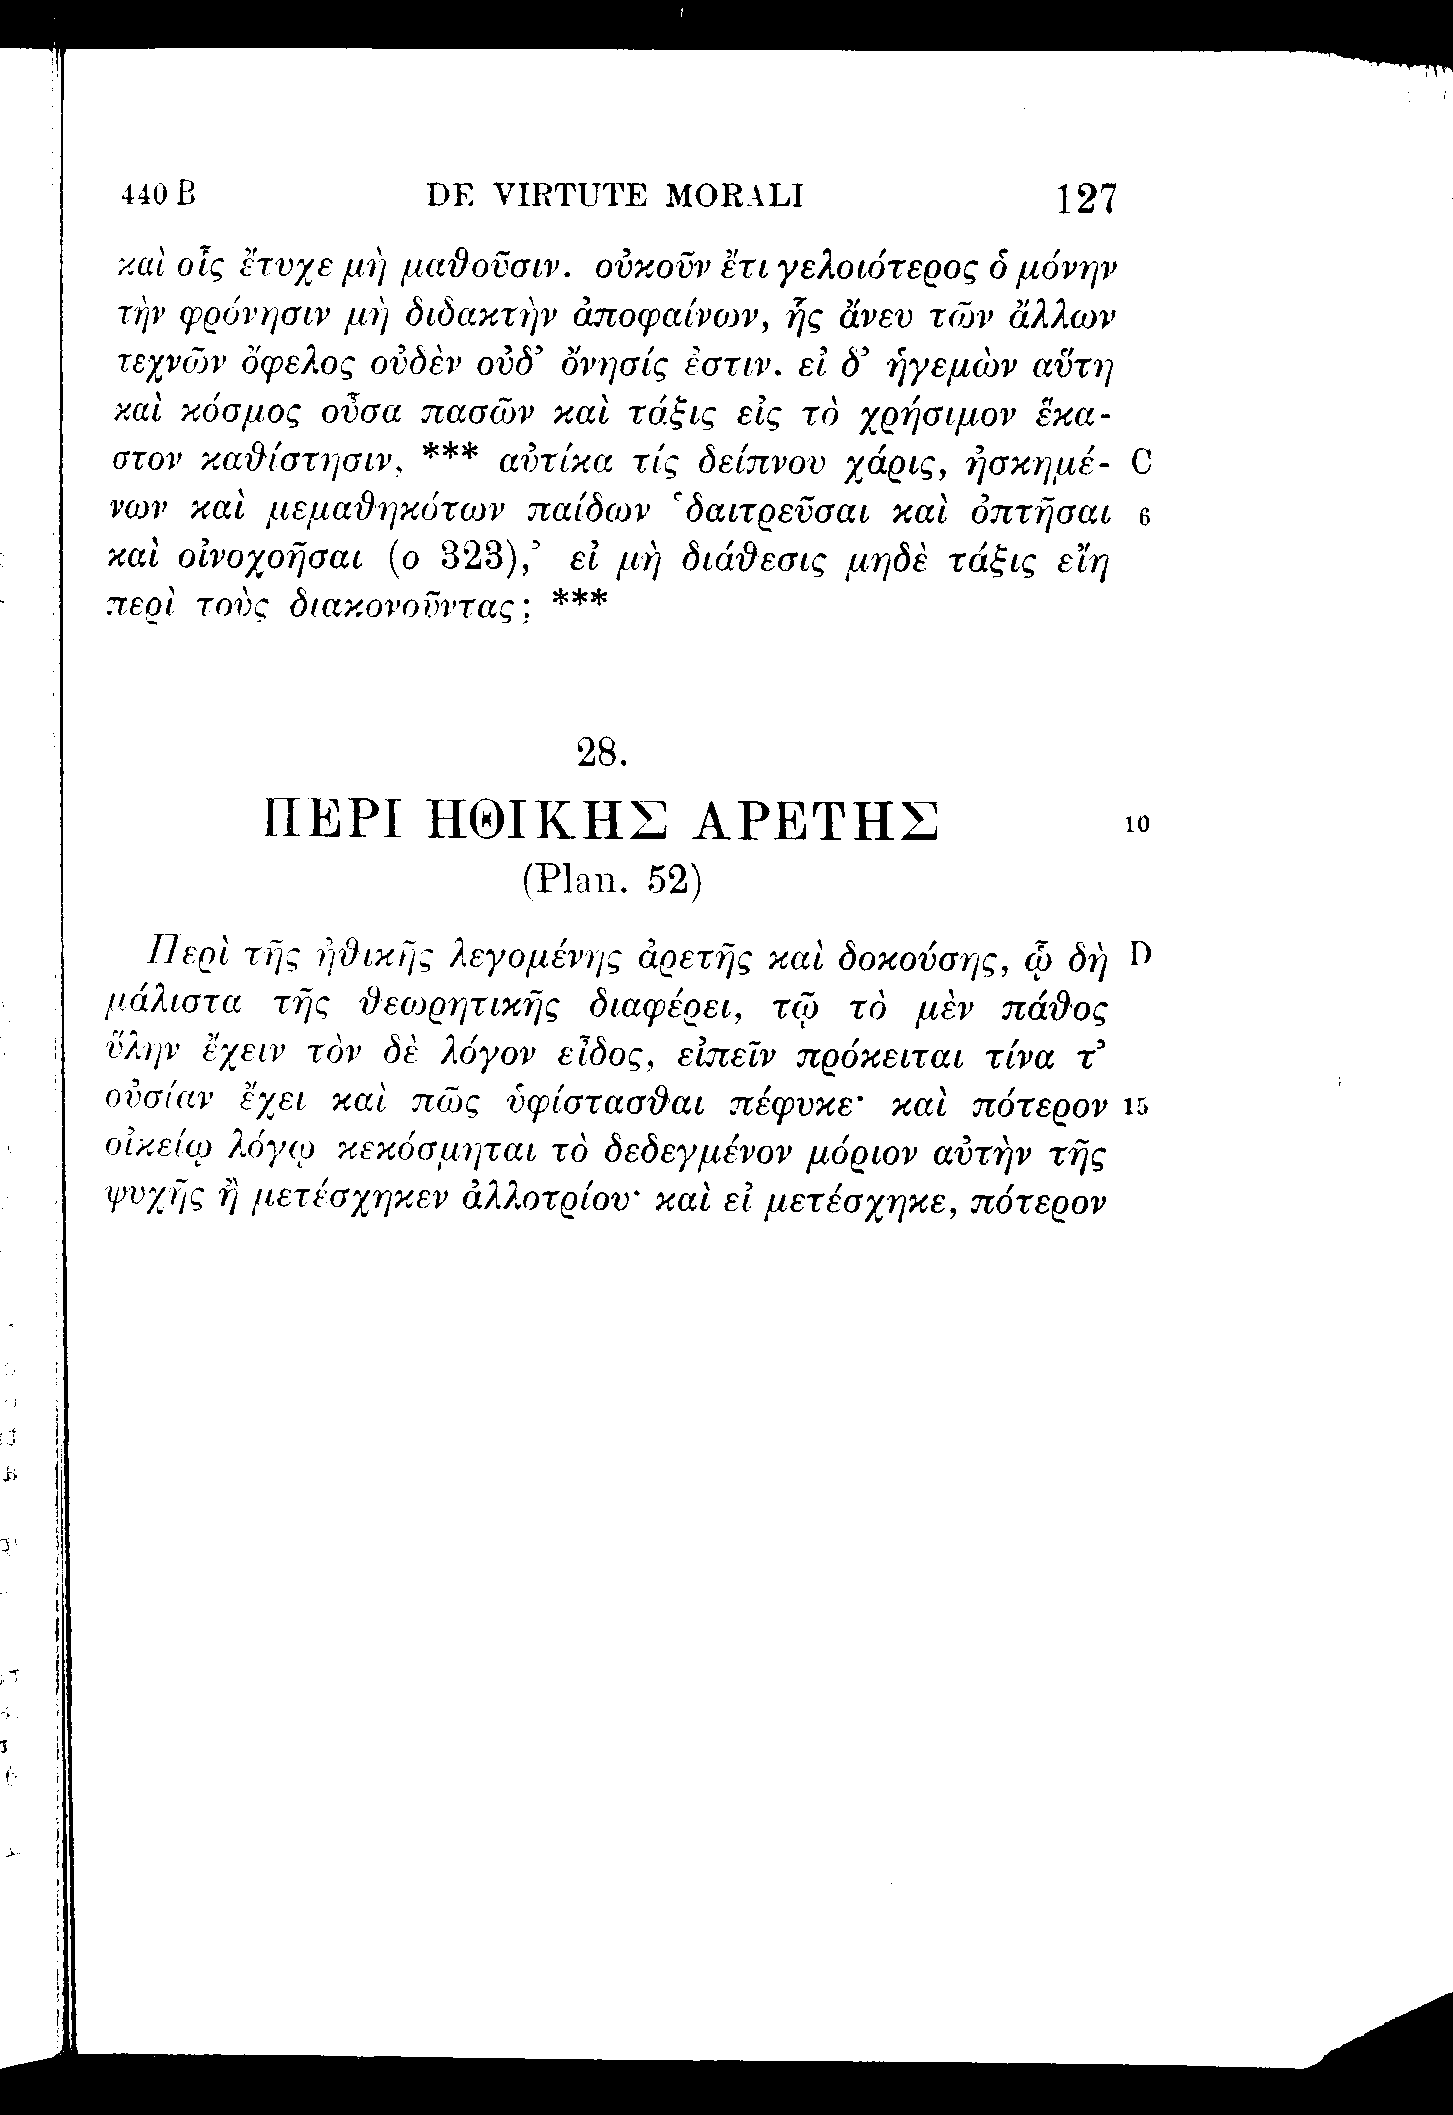 440 B DE VIRTUTE MORALI 127
καὶ οἷς ἔτυχε μὴ μαθοῦσιν. οὐκοῦν ἔτι γελοιότερος ὁ μόνην
τὴν φρόνησιν μὴ διδακτὴν ἀποφαίνων, ἧς ἄνευ τῶν ἄλλων
τεχνῶν ὄφελος οὐδὲν οὐδ’ ὄνησίς ἐστιν. εἰ δ’ ἡγεμὼν αὕτη
καὶ κόσμος οὖσα πασῶν καὶ τάξις εἰς τὸ χρήσιμον ἕκα-
στον καθίστησιν, *** αὐτίκα τίς δείπνου χάρις, ἠσκημέ- C
νων καὶ μεμαθηκότων παίδων ‘δαιτρεῦσαι καὶ ὀπτῆσαι 6
καὶ οἰνοχοῆσαι (ο 323),’ εἰ μὴ διάθεσις μηδὲ τάξις εἴη
περὶ τοὺς διακονοῦντας; ***
28.
ΠΕΡΙ ΗΘΙΚΗΣ ΑΡΕΤΗΣ 10
(Plan. 52)
Περὶ τῆς ἠθικῆς λεγομένης ἀρετῆς καὶ δοκούσης, ᾧ δὴ D
μάλιστα τῆς θεωρητικῆς διαφέρει, τῷ τὸ μὲν πάθος
ὕλην ἔχειν τὸν δὲ λόγον εἶδος, εἰπεῖν πρόκειται τίνα τ’
οὐσίαν ἔχει καὶ πῶς ὑφίστασθαι πέφυκε· καὶ πότερον 15
οἰκείῳ λόγῳ κεκόσμηται τὸ δεδεγμένον μόριον αὐτὴν τῆς
ψυχῆς ἢ μετέσχηκεν ἀλλοτρίου· καὶ εἰ μετέσχηκε, πότερον